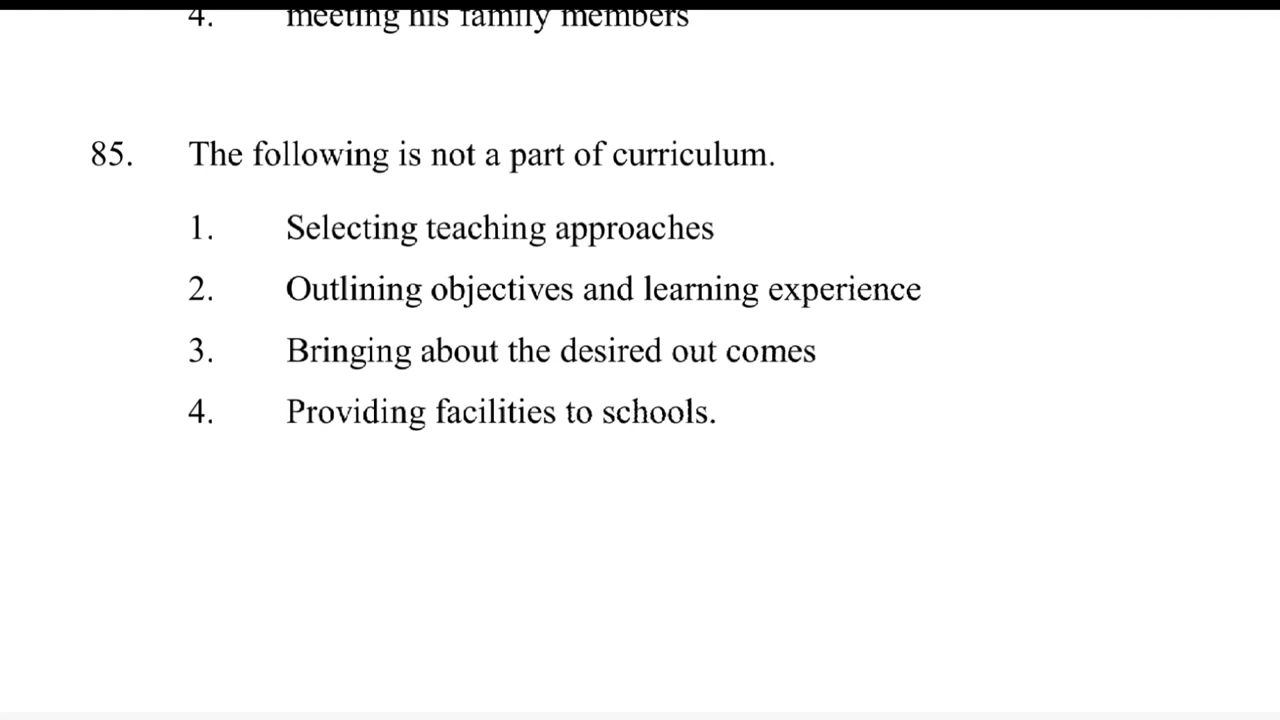 4. meeting his family members
85. The following is not a part of curriculum.
1. Selecting teaching approaches
2. Outlining objectives and learning experience
3. Bringing about the desired out comes
4. Providing facilities to schools.